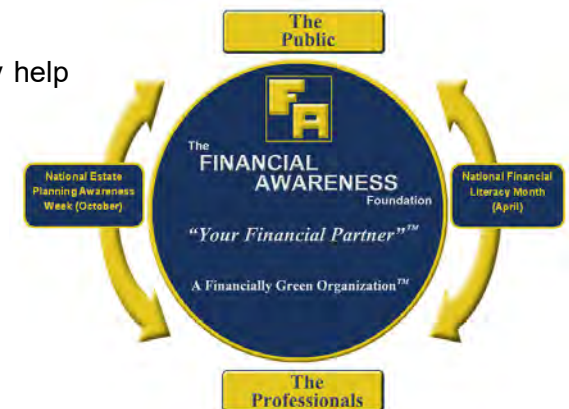 The
Public
y help
FA
The
FINANCIAL
AWARENESS
Foundation
National Estate
Planning Awareness
Week (October)
National Financial
Literacy Month
(April)
“Your Financial Partner”™
A Financially Green Organization™
The
Professionals